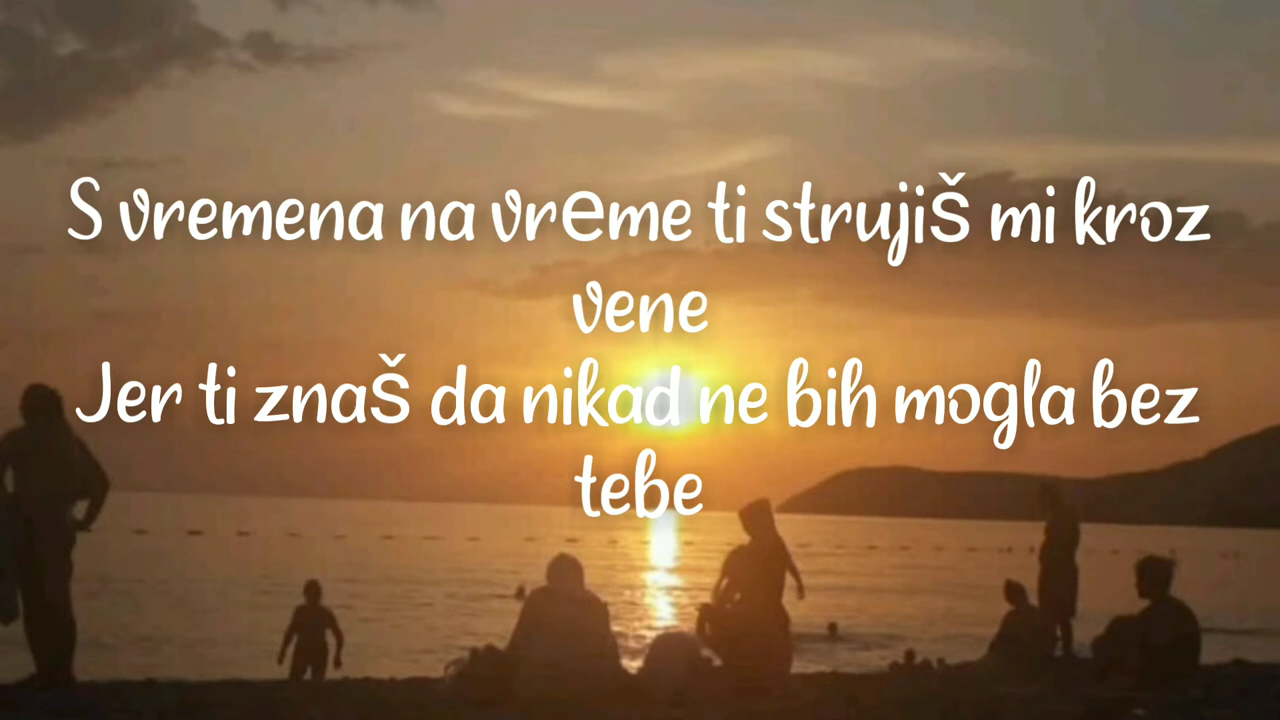 S vremena na vreme ti strujiš mi kroz
vene
Jer ti znaš da nikad ne bih mogla bez
tebe